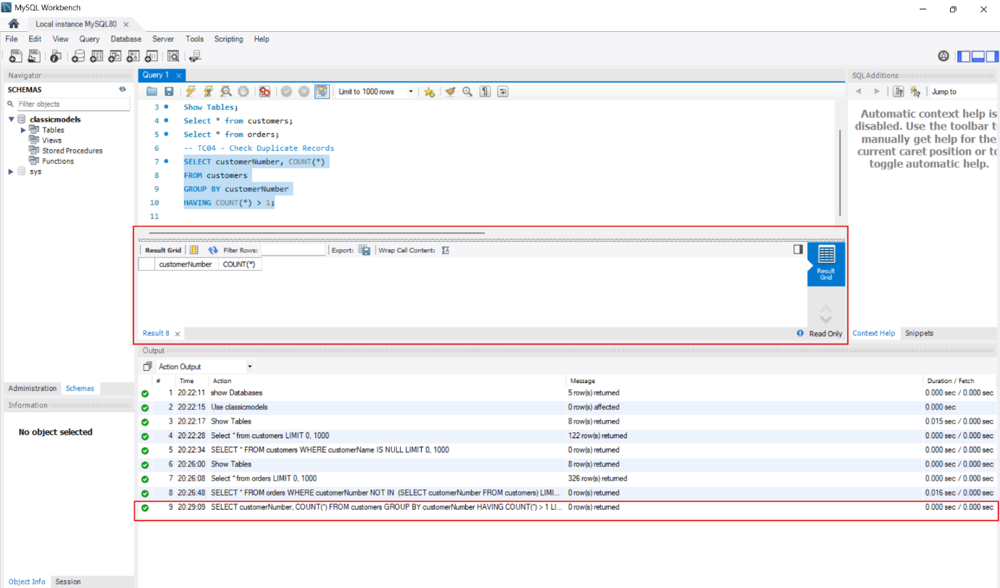 MySQL Workbench
Local instance MySQL80
File Edit View Query Database Server Tools Scripting Help
Navigator
SCHEMAS
Filter objects
classicmodels
Tables
Views
Stored Procedures
Functions
sys
Administration Schemas
Information
No object selected
Object Info Session
Query 1
Limit to 1000 rows
3 Show Tables;
4 Select * from customers;
5 Select * from orders;
6 -- TC04 - Check Duplicate Records
7 SELECT customerNumber, COUNT(*)
8 FROM customers
9 GROUP BY customerNumber
10 HAVING COUNT(*) > 1;
11
Result Grid Filter Rows: Export: Wrap Cell Content:
customerNumber COUNT(*)
Result
Grid
Result 8
Read Only
SQLAdditions
Jump to
Automatic context help is
disabled. Use the toolbar t
manually get help for the
current caret position or to
toggle automatic help.
Context Help Snippets
Output
Action Output
# Time Action Message Duration / Fetch
1 20:22:11 show Databases 5 row(s) returned 0.000 sec / 0.000 sec
2 20:22:15 Use classicmodels 0 row(s) affected 0.000 sec
3 20:22:17 Show Tables 8 row(s) returned 0.015 sec / 0.000 sec
4 20:22:28 Select * from customers LIMIT 0, 1000 122 row(s) returned 0.000 sec / 0.000 sec
5 20:22:34 SELECT * FROM customers WHERE customerName IS NULL LIMIT 0, 1000 0 row(s) returned 0.000 sec / 0.000 sec
6 20:26:00 Show Tables 8 row(s) returned 0.000 sec / 0.000 sec
7 20:26:08 Select * from orders LIMIT 0, 1000 326 row(s) returned 0.000 sec / 0.000 sec
8 20:26:48 SELECT * FROM orders WHERE customerNumber NOT IN (SELECT customerNumber FROM customers) LIMI... 0 row(s) returned 0.016 sec / 0.000 sec
9 20:29:09 SELECT customerNumber, COUNT(*) FROM customers GROUP BY customerNumber HAVING COUNT(*) > 1 LI... 0 row(s) returned 0.000 sec / 0.000 sec